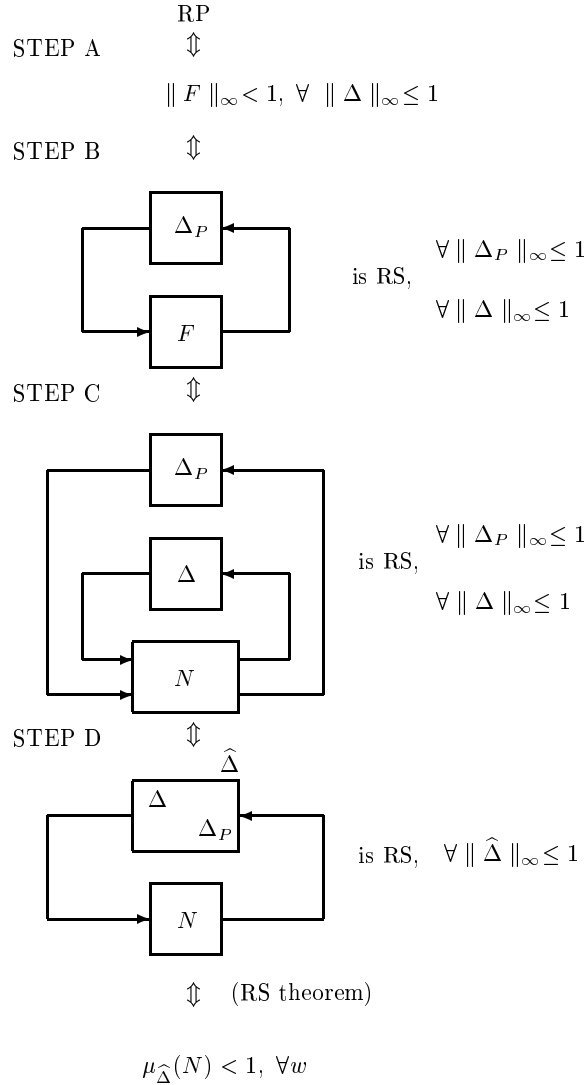 RP
STEP A ⇕
∥ F ∥∞ < 1, ∀ ∥ Δ ∥∞ ≤ 1
STEP B ⇕
Δ_P
F
is RS,
∀ ∥ Δ_P ∥∞ ≤ 1
∀ ∥ Δ ∥∞ ≤ 1
STEP C ⇕
Δ_P
Δ
N
is RS,
∀ ∥ Δ_P ∥∞ ≤ 1
∀ ∥ Δ ∥∞ ≤ 1
STEP D ⇕
Δ̂
Δ
Δ_P
N
is RS, ∀ ∥ Δ̂ ∥∞ ≤ 1
⇕ (RS theorem)
μ_Δ̂(N) < 1, ∀w